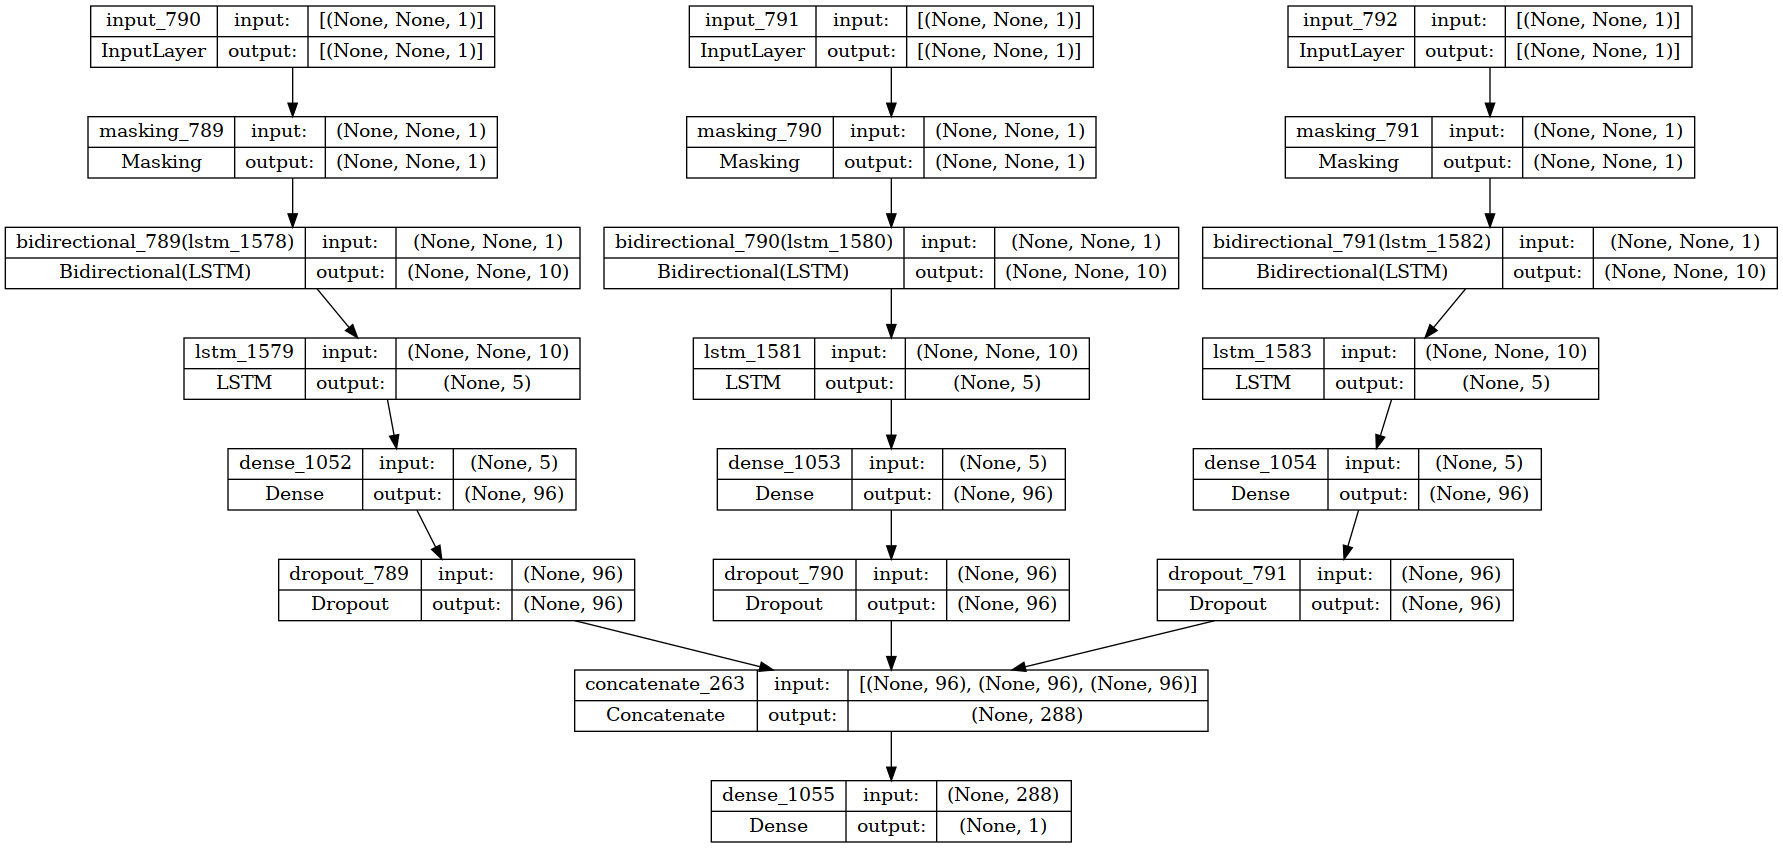 input_790 input: [(None, None, 1)]
InputLayer output: [(None, None, 1)]
input_791 input: [(None, None, 1)]
InputLayer output: [(None, None, 1)]
input_792 input: [(None, None, 1)]
InputLayer output: [(None, None, 1)]
masking_789 input: (None, None, 1)
Masking output: (None, None, 1)
masking_790 input: (None, None, 1)
Masking output: (None, None, 1)
masking_791 input: (None, None, 1)
Masking output: (None, None, 1)
bidirectional_789(lstm_1578) input: (None, None, 1)
Bidirectional(LSTM) output: (None, None, 10)
bidirectional_790(lstm_1580) input: (None, None, 1)
Bidirectional(LSTM) output: (None, None, 10)
bidirectional_791(lstm_1582) input: (None, None, 1)
Bidirectional(LSTM) output: (None, None, 10)
lstm_1579 input: (None, None, 10)
LSTM output: (None, 5)
lstm_1581 input: (None, None, 10)
LSTM output: (None, 5)
lstm_1583 input: (None, None, 10)
LSTM output: (None, 5)
dense_1052 input: (None, 5)
Dense output: (None, 96)
dense_1053 input: (None, 5)
Dense output: (None, 96)
dense_1054 input: (None, 5)
Dense output: (None, 96)
dropout_789 input: (None, 96)
Dropout output: (None, 96)
dropout_790 input: (None, 96)
Dropout output: (None, 96)
dropout_791 input: (None, 96)
Dropout output: (None, 96)
concatenate_263 input: [(None, 96), (None, 96), (None, 96)]
Concatenate output: (None, 288)
dense_1055 input: (None, 288)
Dense output: (None, 1)